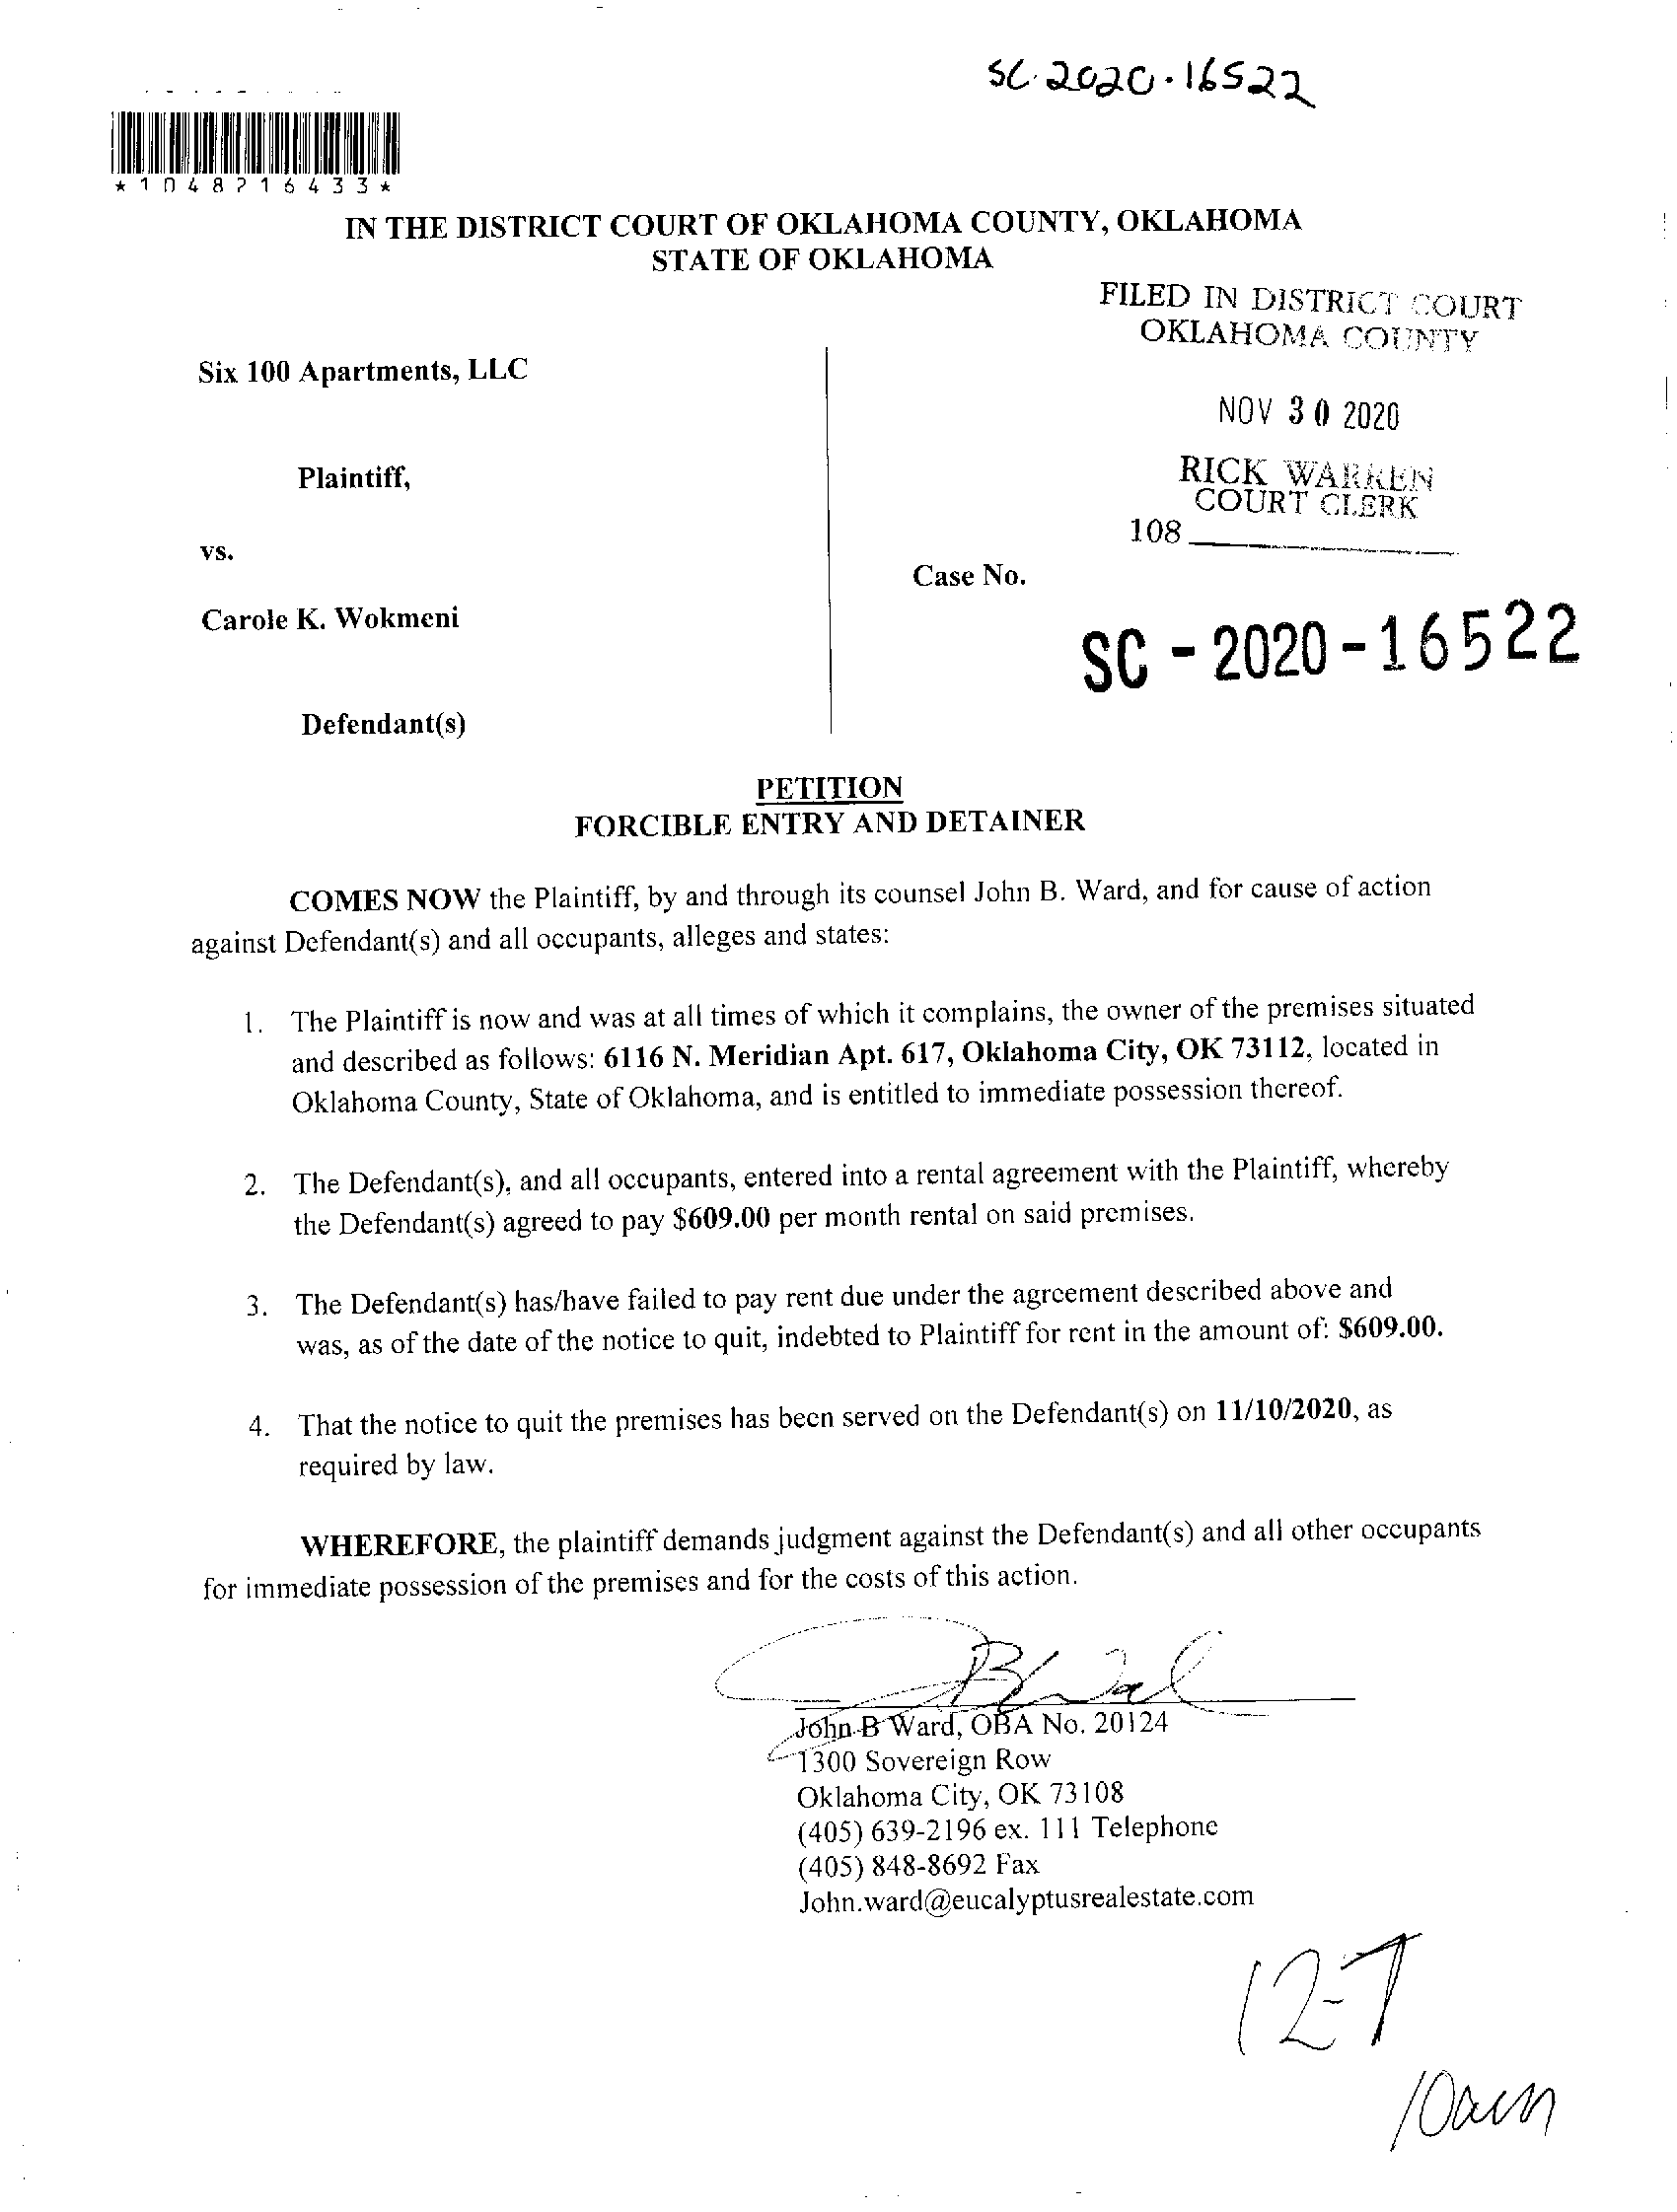 SC-2020-16522
*1048216433*
IN THE DISTRICT COURT OF OKLAHOMA COUNTY, OKLAHOMA
STATE OF OKLAHOMA
FILED IN DISTRICT COURT
OKLAHOMA COUNTY
Six 100 Apartments, LLC
NOV 30 2020
Plaintiff,
RICK WARREN
COURT CLERK
108
vs.
Case No.
Carole K. Wokmeni
SC-2020-16522
Defendant(s)
PETITION
FORCIBLE ENTRY AND DETAINER
COMES NOW the Plaintiff, by and through its counsel John B. Ward, and for cause of action
against Defendant(s) and all occupants, alleges and states:
1. The Plaintiff is now and was at all times of which it complains, the owner of the premises situated
and described as follows: 6116 N. Meridian Apt. 617, Oklahoma City, OK 73112, located in
Oklahoma County, State of Oklahoma, and is entitled to immediate possession thereof.
2. The Defendant(s), and all occupants, entered into a rental agreement with the Plaintiff, whereby
the Defendant(s) agreed to pay $609.00 per month rental on said premises.
3. The Defendant(s) has/have failed to pay rent due under the agreement described above and
was, as of the date of the notice to quit, indebted to Plaintiff for rent in the amount of: $609.00.
4. That the notice to quit the premises has been served on the Defendant(s) on 11/10/2020, as
required by law.
WHEREFORE, the plaintiff demands judgment against the Defendant(s) and all other occupants
for immediate possession of the premises and for the costs of this action.
John B Ward, OBA No. 20124
1300 Sovereign Row
Oklahoma City, OK 73108
(405) 639-2196 ex. 111 Telephone
(405) 848-8692 Fax
John.ward@eucalyptusrealestate.com
12-7
10am